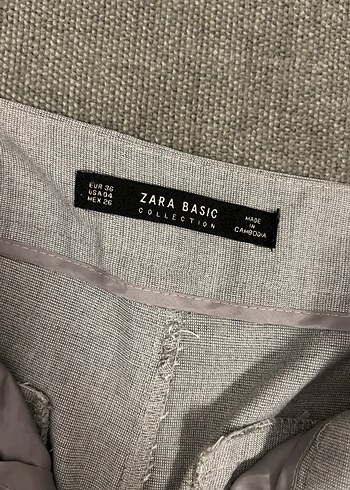 EUR 36
USA 04
MEX 26
ZARA BASIC
COLLECTION
MADE
IN
CAMBODIA